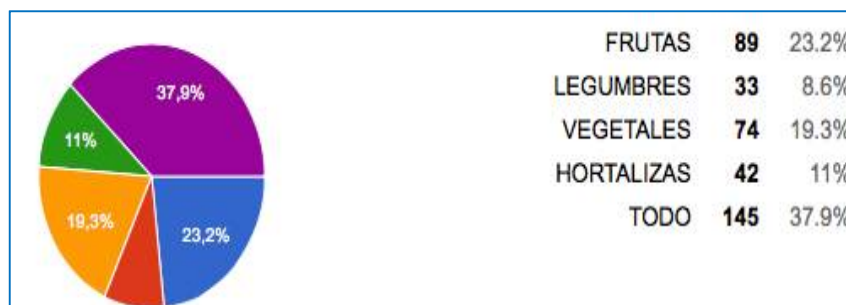 37,9%
11%
19,3%
23,2%
FRUTAS 89 23.2%
LEGUMBRES 33 8.6%
VEGETALES 74 19.3%
HORTALIZAS 42 11%
TODO 145 37.9%